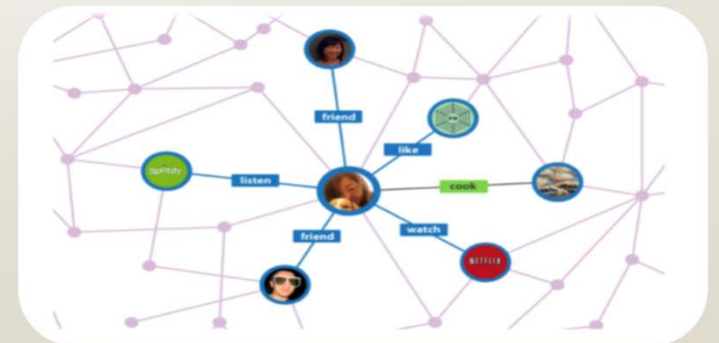 friend
like
Spotify
listen
cook
friend
watch
NETFLIX